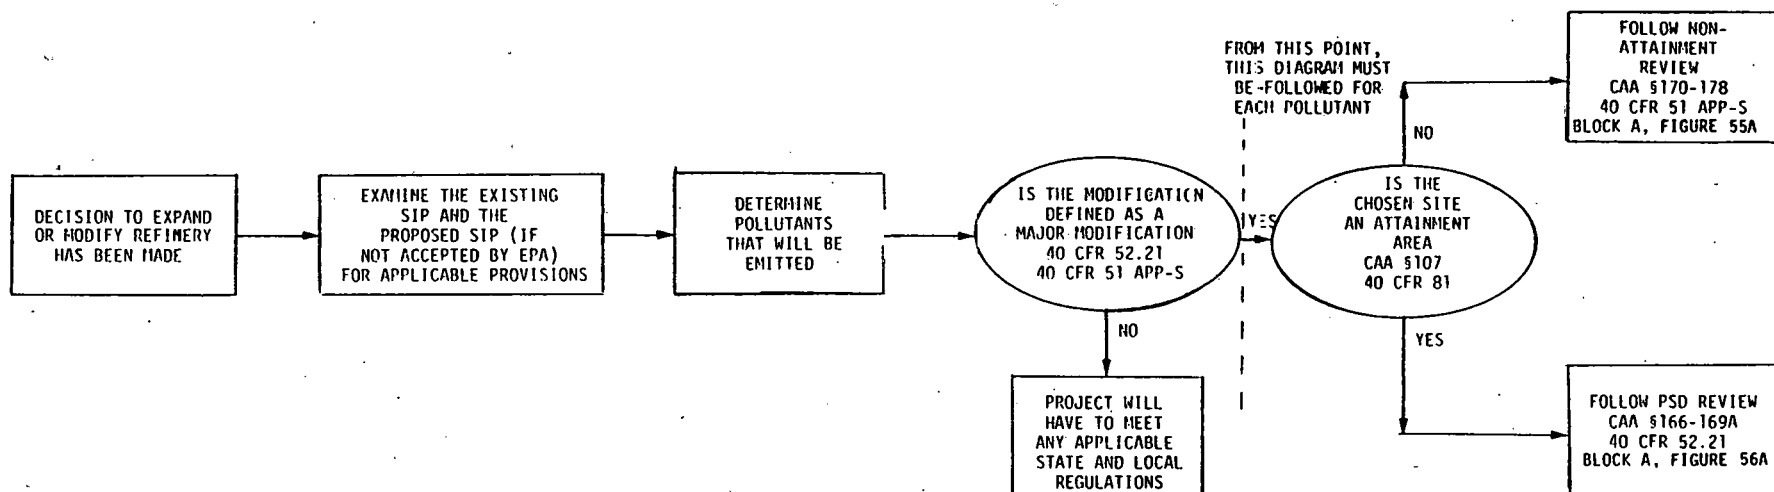 DECISION TO EXPAND
OR MODIFY REFINERY
HAS BEEN MADE
EXAMINE THE EXISTING
SIP AND THE
PROPOSED SIP (IF
NOT ACCEPTED BY EPA)
FOR APPLICABLE PROVISIONS
DETERMINE
POLLUTANTS
THAT WILL BE
EMITTED
IS THE MODIFICATION
DEFINED AS A
MAJOR MODIFICATION
40 CFR 52.21
40 CFR 51 APP-S
NO
PROJECT WILL
HAVE TO MEET
ANY APPLICABLE
STATE AND LOCAL
REGULATIONS
FROM THIS POINT,
THIS DIAGRAM MUST
BE-FOLLOWED FOR
EACH POLLUTANT
YES
IS THE
CHOSEN SITE
AN ATTAINMENT
AREA
CAA §107
40 CFR 81
NO
FOLLOW NON-
ATTAINMENT
REVIEW
CAA §170-178
40 CFR 51 APP-S
BLOCK A, FIGURE 55A
YES
FOLLOW PSD REVIEW
CAA §166-169A
40 CFR 52.21
BLOCK A, FIGURE 56A